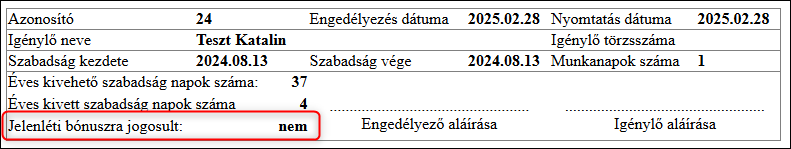 Azonosító 24 Engedélyezés dátuma 2025.02.28 Nyomtatás dátuma 2025.02.28
Igénylő neve Teszt Katalin Igénylő törzsszáma
Szabadság kezdete 2024.08.13 Szabadság vége 2024.08.13 Munkanapok száma 1
Éves kivehető szabadság napok száma: 37
Éves kivett szabadság napok száma 4
Jelenléti bónuszra jogosult: nem Engedélyező aláírása Igénylő aláírása